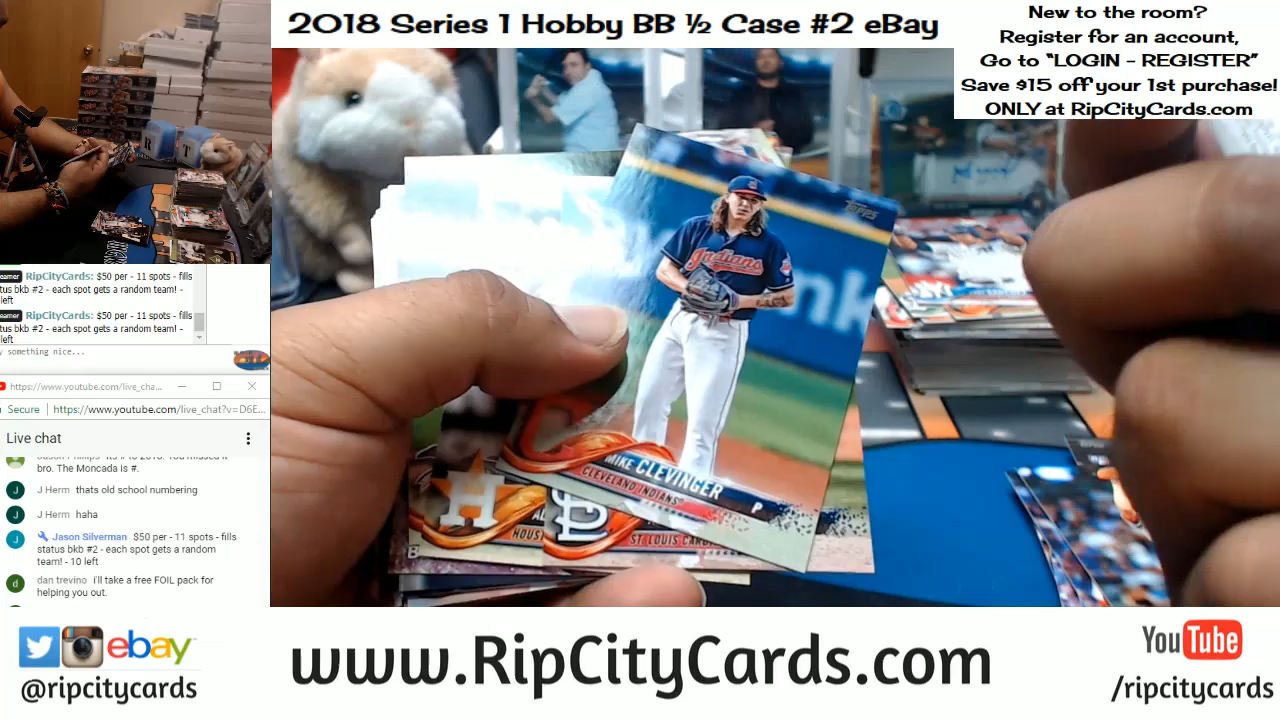 2018 Series 1 Hobby BB ½ Case #2 eBay
New to the room?
Register for an account,
Go to “LOGIN - REGISTER”
Save $15 off your 1st purchase!
ONLY at RipCityCards.com
RipCityCards: $50 per - 11 spots - fills
tus bkb #2 - each spot gets a random team! -
left
RipCityCards: $50 per - 11 spots - fills
tus bkb #2 - each spot gets a random team! -
left
something nice...
https://www.youtube.com/live_cha...
Secure https://www.youtube.com/live_chat?v=D6E...
Live chat
bro. The Moncada is #.
J J Herm thats old school numbering
J J Herm haha
Jason Silverman $50 per - 11 spots - fills
status bkb #2 - each spot gets a random
team! - 10 left
d dan trevino i'll take a free FOIL pack for
helping you out.
R T
TOPPS
Indians
MIKE CLEVINGER
CLEVELAND INDIANS
P
H
ST. LOUIS
ebay
@ripcitycards
www.RipCityCards.com
YouTube
/ripcitycards